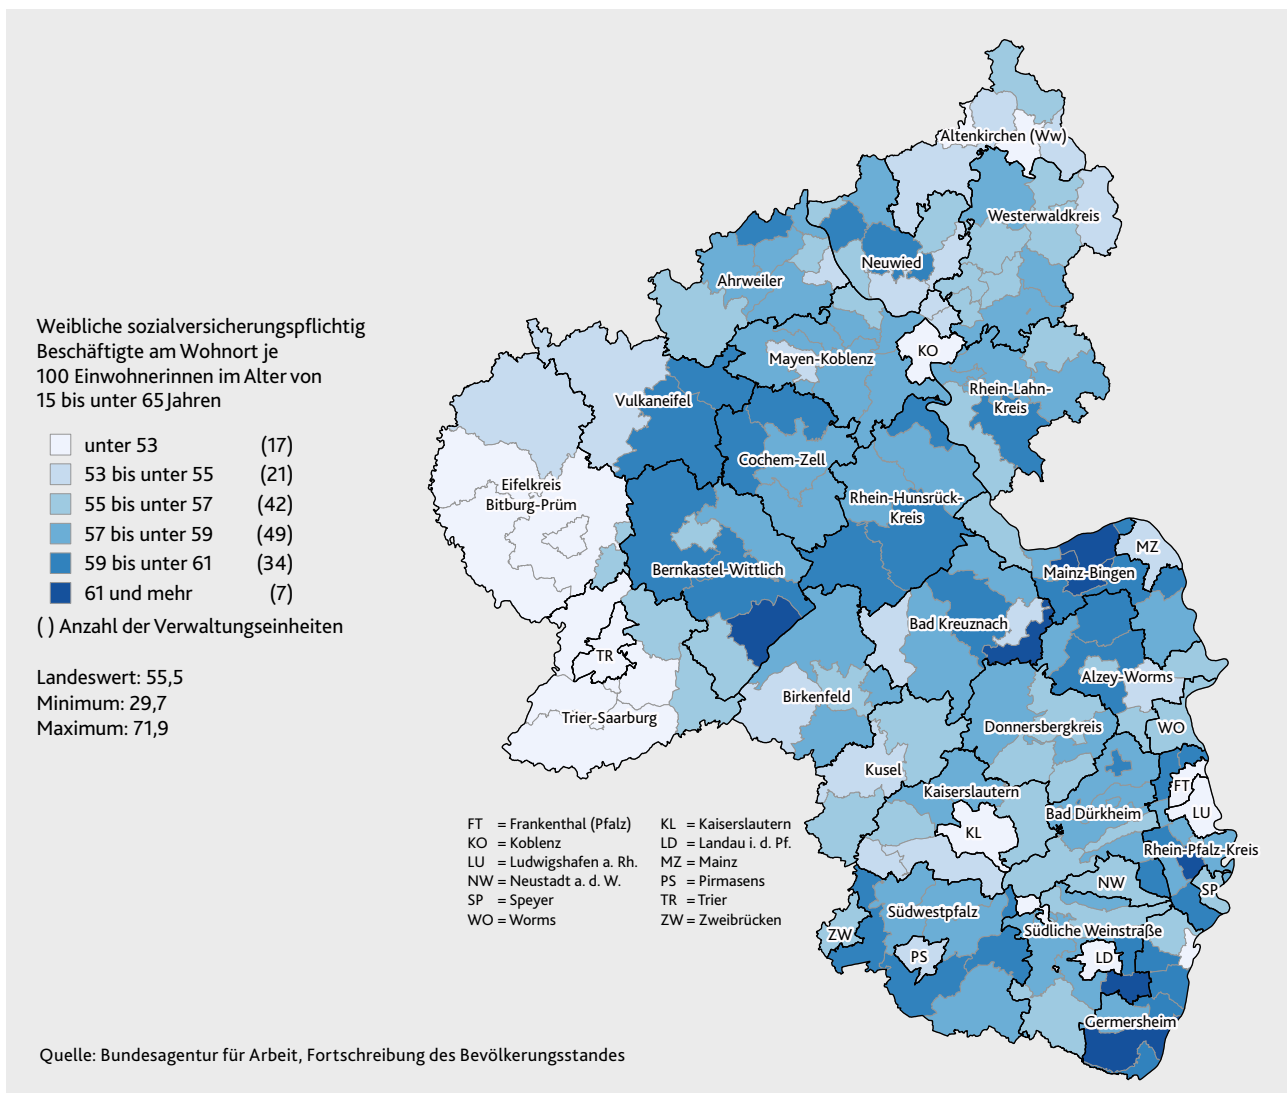 Weibliche sozialversicherungspflichtig
Beschäftigte am Wohnort je
100 Einwohnerinnen im Alter von
15 bis unter 65 Jahren
unter 53 (17)
53 bis unter 55 (21)
55 bis unter 57 (42)
57 bis unter 59 (49)
59 bis unter 61 (34)
61 und mehr (7)
( ) Anzahl der Verwaltungseinheiten
Landeswert: 55,5
Minimum: 29,7
Maximum: 71,9
Altenkirchen (Ww)
Westerwaldkreis
Neuwied
Ahrweiler
KO
Mayen-Koblenz
Rhein-Lahn-
Kreis
Vulkaneifel
Cochem-Zell
Eifelkreis
Bitburg-Prüm
Rhein-Hunsrück-
Kreis
MZ
Mainz-Bingen
Bernkastel-Wittlich
Bad Kreuznach
TR
Alzey-Worms
Birkenfeld
Trier-Saarburg
Donnersbergkreis
WO
Kusel
FT
Kaiserslautern
LU
Bad Dürkheim
KL
Rhein-Pfalz-Kreis
NW
SP
Südwestpfalz
Südliche Weinstraße
ZW
PS
LD
Germersheim
FT = Frankenthal (Pfalz)
KO = Koblenz
LU = Ludwigshafen a. Rh.
NW = Neustadt a. d. W.
SP = Speyer
WO = Worms
KL = Kaiserslautern
LD = Landau i. d. Pf.
MZ = Mainz
PS = Pirmasens
TR = Trier
ZW = Zweibrücken
Quelle: Bundesagentur für Arbeit, Fortschreibung des Bevölkerungsstandes